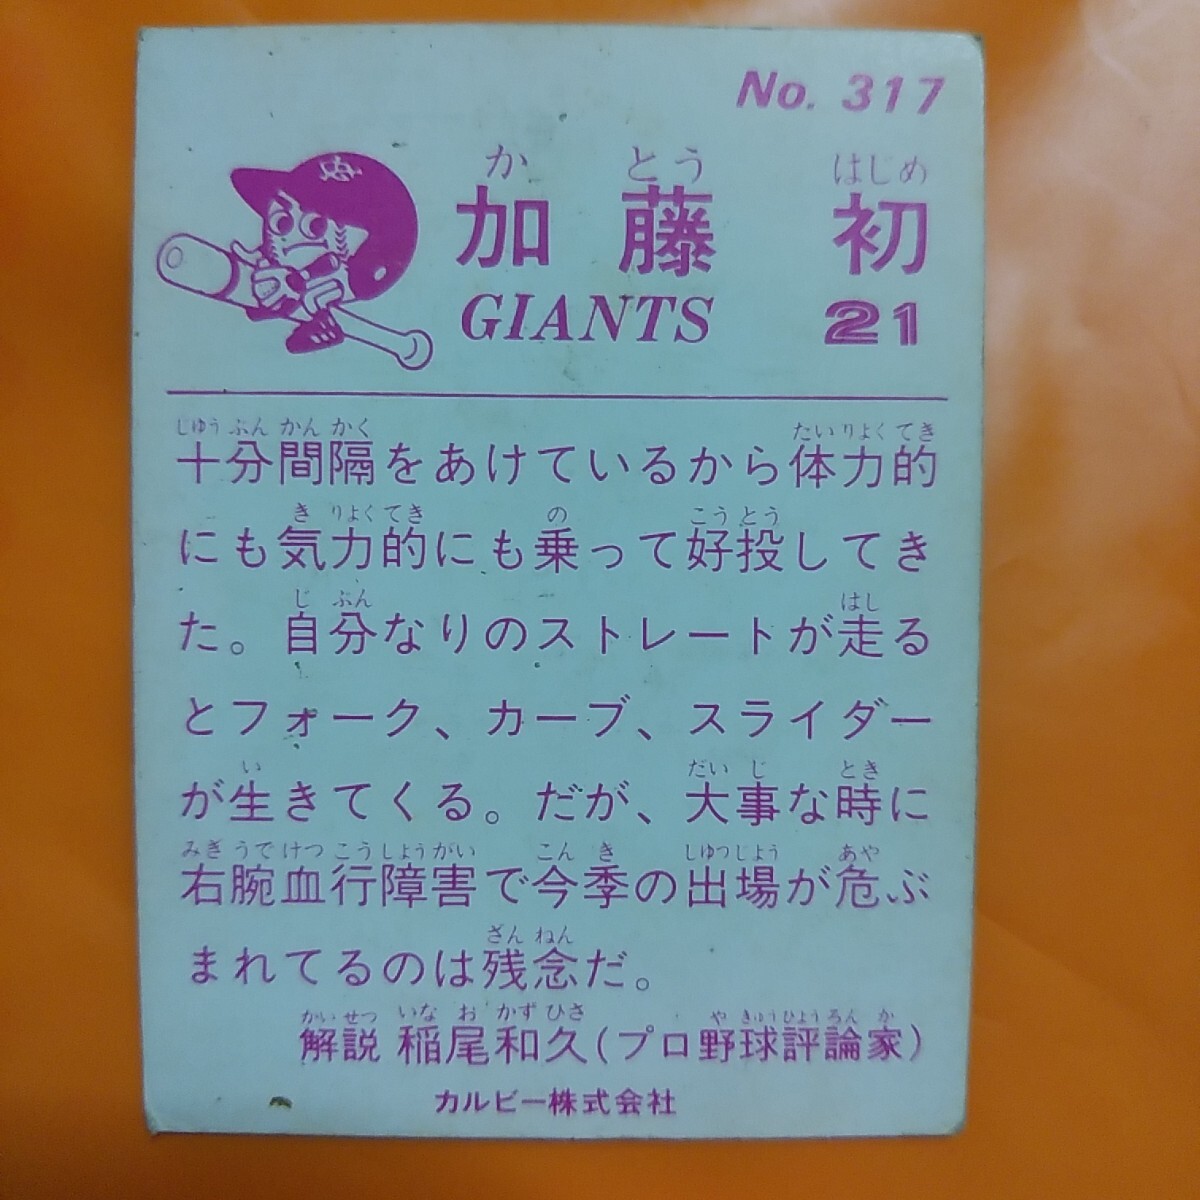 No. 317
か とう はじめ
加藤 初
GIANTS 21
じゆうぶんかんかく たいりよくてき
十分間隔をあけているから体力的
きりよくてき の こうとう
にも気力的にも乗って好投してき
じぶん はし
た。自分なりのストレートが走る
とフォーク、カーブ、スライダー
い だいじ とき
が生きてくる。だが、大事な時に
みぎうでけつこうしようがい こんき しゆつじよう あや
右腕血行障害で今季の出場が危ぶ
ざんねん
まれてるのは残念だ。
かいせつ いなおかずひさ やきゆうひようろんか
解説 稲尾和久(プロ野球評論家)
カルビー株式会社